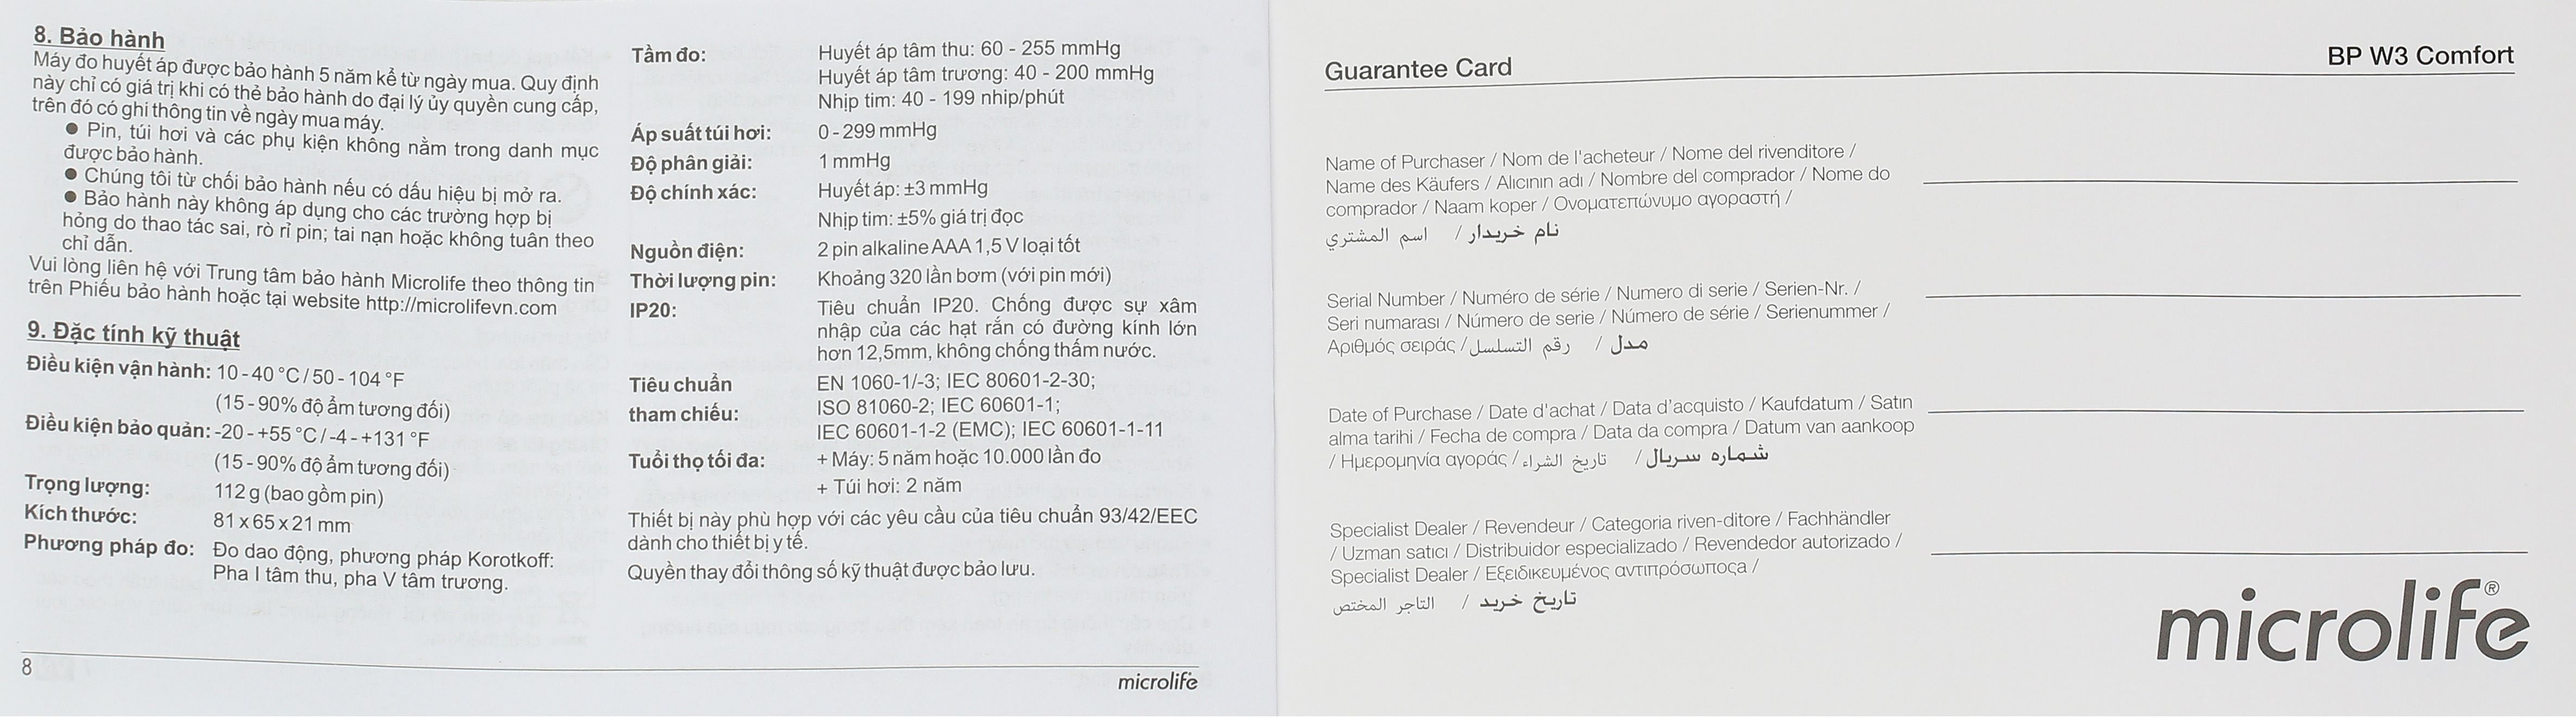 8. Bảo hành
Máy đo huyết áp được bảo hành 5 năm kể từ ngày mua. Quy định
này chỉ có giá trị khi có thẻ bảo hành do đại lý ủy quyền cung cấp,
trên đó có ghi thông tin về ngày mua máy.
● Pin, túi hơi và các phụ kiện không nằm trong danh mục
được bảo hành.
● Chúng tôi từ chối bảo hành nếu có dấu hiệu bị mở ra.
● Bảo hành này không áp dụng cho các trường hợp bị
hỏng do thao tác sai, rò rỉ pin; tai nạn hoặc không tuân theo
chỉ dẫn.
Vui lòng liên hệ với Trung tâm bảo hành Microlife theo thông tin
trên Phiếu bảo hành hoặc tại website http://microlifevn.com
9. Đặc tính kỹ thuật
Điều kiện vận hành: 10 - 40 °C / 50 - 104 °F
(15 - 90% độ ẩm tương đối)
Điều kiện bảo quản: -20 - +55 °C / -4 - +131 °F
(15 - 90% độ ẩm tương đối)
Trọng lượng: 112 g (bao gồm pin)
Kích thước: 81 x 65 x 21 mm
Phương pháp đo: Đo dao động, phương pháp Korotkoff:
Pha I tâm thu, pha V tâm trương.
8
Tầm đo: Huyết áp tâm thu: 60 - 255 mmHg
Huyết áp tâm trương: 40 - 200 mmHg
Nhịp tim: 40 - 199 nhip/phút
Áp suất túi hơi: 0 - 299 mmHg
Độ phân giải: 1 mmHg
Độ chính xác: Huyết áp: ±3 mmHg
Nhịp tim: ±5% giá trị đọc
Nguồn điện: 2 pin alkaline AAA 1,5 V loại tốt
Thời lượng pin: Khoảng 320 lần bơm (với pin mới)
IP20: Tiêu chuẩn IP20. Chống được sự xâm
nhập của các hạt rắn có đường kính lớn
hơn 12,5mm, không chống thấm nước.
Tiêu chuẩn EN 1060-1/-3; IEC 80601-2-30;
tham chiếu: ISO 81060-2; IEC 60601-1;
IEC 60601-1-2 (EMC); IEC 60601-1-11
Tuổi thọ tối đa: + Máy: 5 năm hoặc 10.000 lần đo
+ Túi hơi: 2 năm
Thiết bị này phù hợp với các yêu cầu của tiêu chuẩn 93/42/EEC
dành cho thiết bị y tế.
Quyền thay đổi thông số kỹ thuật được bảo lưu.
microlife
Guarantee Card
BP W3 Comfort
Name of Purchaser / Nom de l'acheteur / Nome del rivenditore /
Name des Käufers / Alıcının adı / Nombre del comprador / Nome do
comprador / Naam koper / Ονοματεπώνυμο αγοραστή /
اسم المشتري / نام خریدار
Serial Number / Numéro de série / Numero di serie / Serien-Nr. /
Seri numarası / Número de serie / Número de série / Serienummer /
Αριθμός σειράς / رقم التسلسل / مدل
Date of Purchase / Date d'achat / Data d'acquisto / Kaufdatum / Satın
alma tarihi / Fecha de compra / Data da compra / Datum van aankoop
/ Ημερομηνία αγοράς / تاريخ الشراء / شماره سریال
Specialist Dealer / Revendeur / Categoria riven-ditore / Fachhändler
/ Uzman satıcı / Distribuidor especializado / Revendedor autorizado /
Specialist Dealer / Εξειδικευμένος αντιπρόσωποςα /
التاجر المختص / تاریخ خرید
microlife®